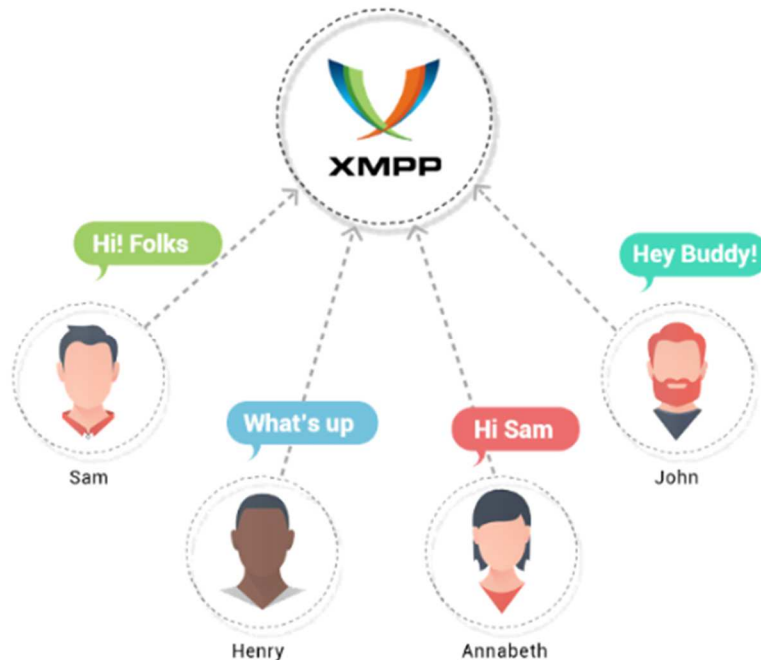 XMPP
Hi! Folks
Hey Buddy!
What's up
Hi Sam
Sam
John
Henry
Annabeth